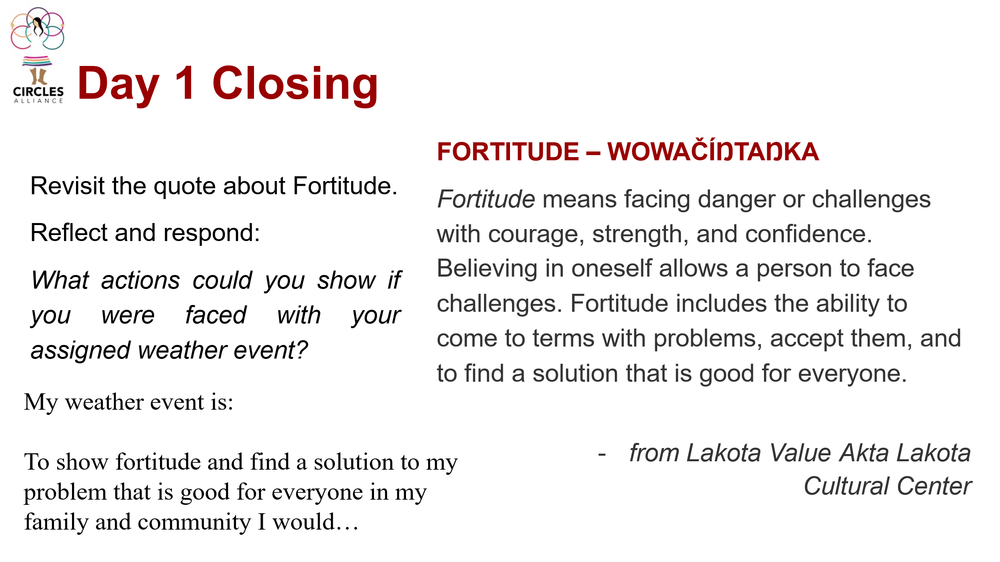 CIRCLES
ALLIANCE
Day 1 Closing
Revisit the quote about Fortitude.
Reflect and respond:
What actions could you show if
you were faced with your
assigned weather event?
My weather event is:
To show fortitude and find a solution to my
problem that is good for everyone in my
family and community I would…
FORTITUDE – WOWAČÍŊTAŊKA
Fortitude means facing danger or challenges
with courage, strength, and confidence.
Believing in oneself allows a person to face
challenges. Fortitude includes the ability to
come to terms with problems, accept them, and
to find a solution that is good for everyone.
- from Lakota Value Akta Lakota
Cultural Center